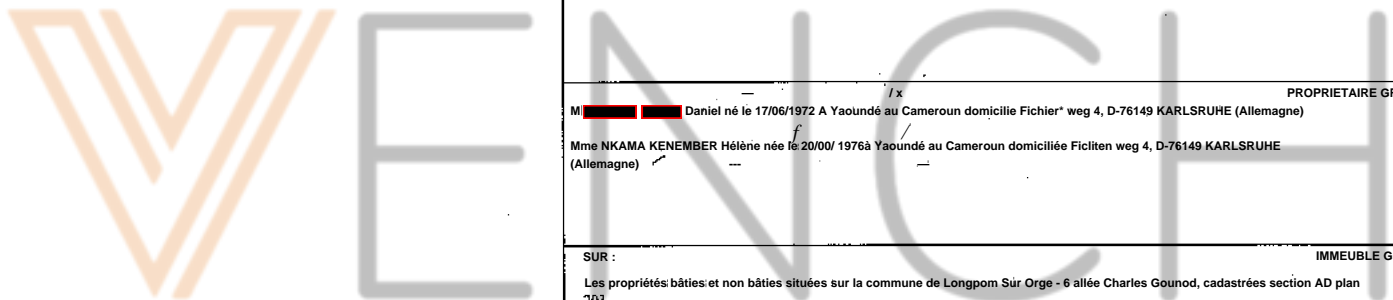 VENCH
PROPRIETAIRE GR
M Daniel né le 17/06/1972 A Yaoundé au Cameroun domicilie Fichier* weg 4, D-76149 KARLSRUHE (Allemagne)
Mme NKAMA KENEMBER Hélène née le 20/00/ 1976à Yaoundé au Cameroun domiciliée Ficliten weg 4, D-76149 KARLSRUHE
(Allemagne)
SUR :
IMMEUBLE G
Les propriétés bâties et non bâties situées sur la commune de Longpom Sur Orge - 6 allée Charles Gounod, cadastrées section AD plan